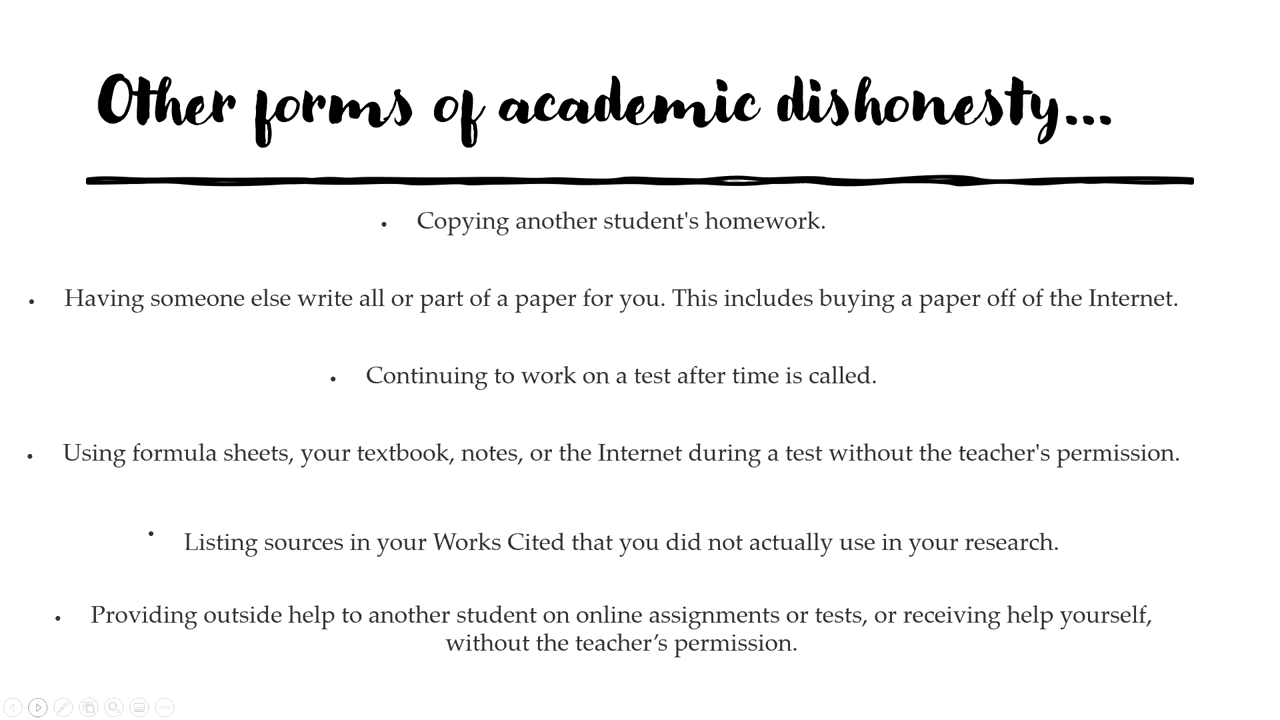 Other forms of academic dishonesty...
• Copying another student's homework.
• Having someone else write all or part of a paper for you. This includes buying a paper off of the Internet.
• Continuing to work on a test after time is called.
• Using formula sheets, your textbook, notes, or the Internet during a test without the teacher's permission.
• Listing sources in your Works Cited that you did not actually use in your research.
• Providing outside help to another student on online assignments or tests, or receiving help yourself,
without the teacher’s permission.